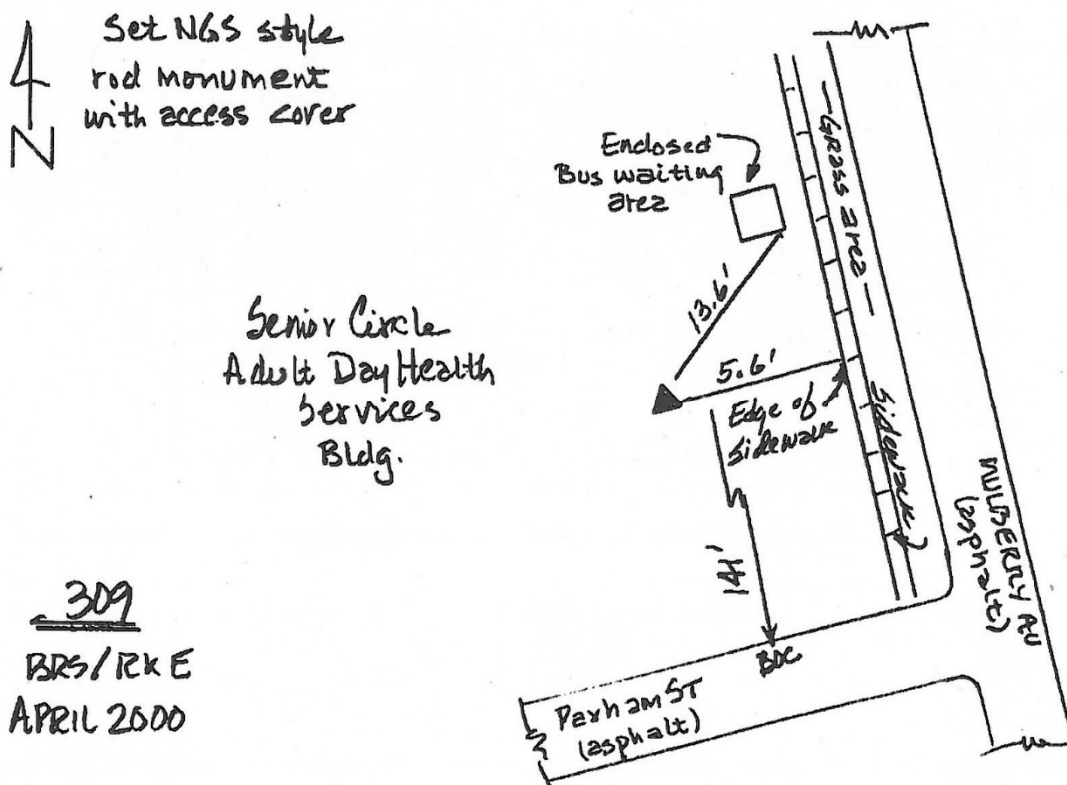 Set NGS style
rod monument
with access cover
N
Enclosed
Bus waiting
area
Grass area
13.6'
5.6'
Edge of
Sidewalk
Sidewalk
Senior Circle
Adult Day Health
Services
Bldg.
141'
MULBERRY AV
(asphalt)
BOC
Parham ST
(asphalt)
309
BRS/RKE
APRIL 2000